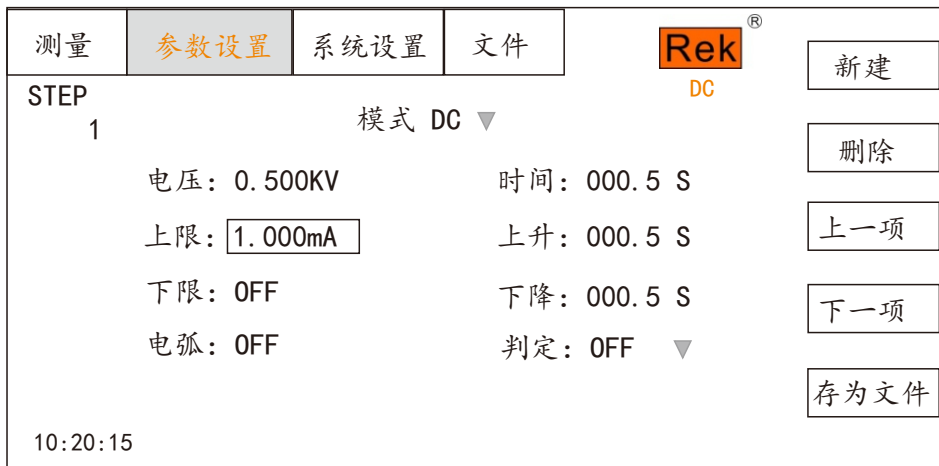 测量 参数设置 系统设置 文件 Rek ®
DC
新建
STEP
1
模式 DC ▼
删除
电压: 0.500KV 时间: 000.5 S
上限: 1.000mA 上升: 000.5 S
上一项
下限: OFF 下降: 000.5 S
下一项
电弧: OFF 判定: OFF ▼
存为文件
10:20:15